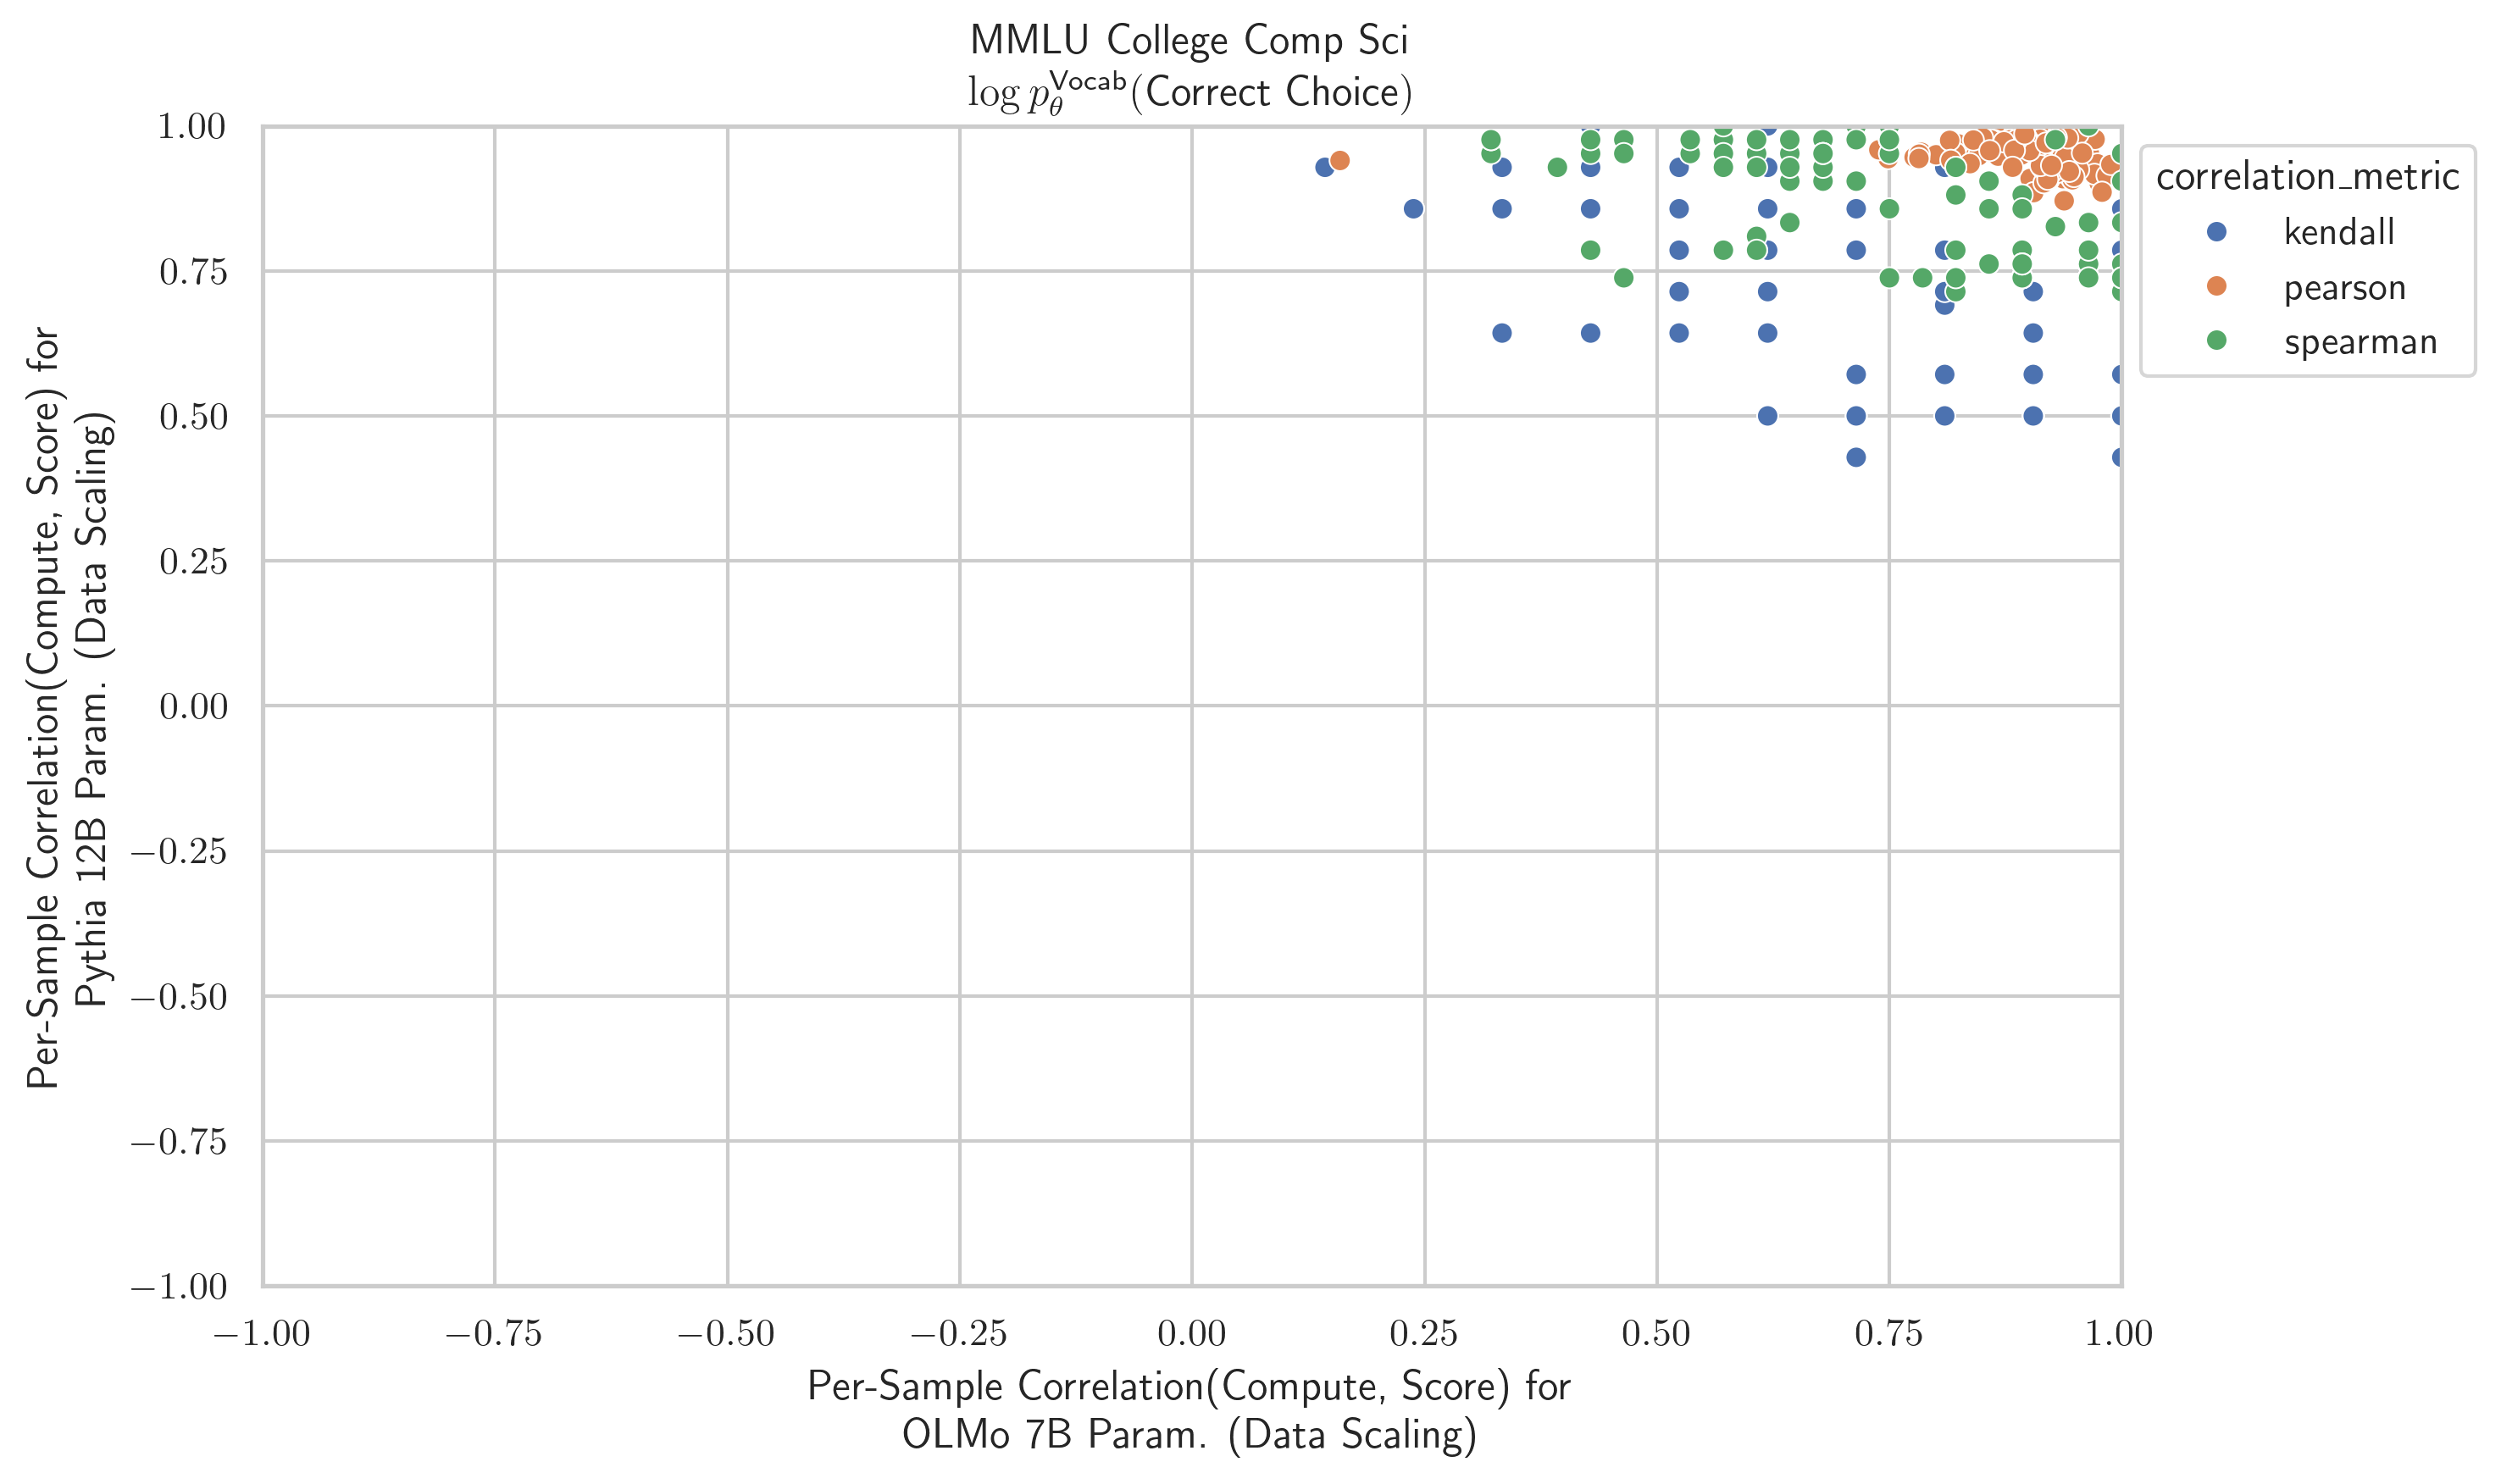 MMLU College Comp Sci
log p_θ^Vocab(Correct Choice)
1.00
0.75
0.50
0.25
0.00
−0.25
−0.50
−0.75
−1.00
Per-Sample Correlation(Compute, Score) for
Pythia 12B Param. (Data Scaling)
correlation_metric
kendall
pearson
spearman
−1.00 −0.75 −0.50 −0.25 0.00 0.25 0.50 0.75 1.00
Per-Sample Correlation(Compute, Score) for
OLMo 7B Param. (Data Scaling)